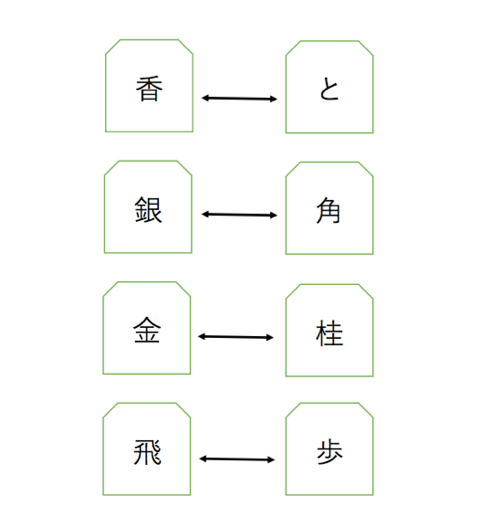 香 と
銀 角
金 桂
飛 歩